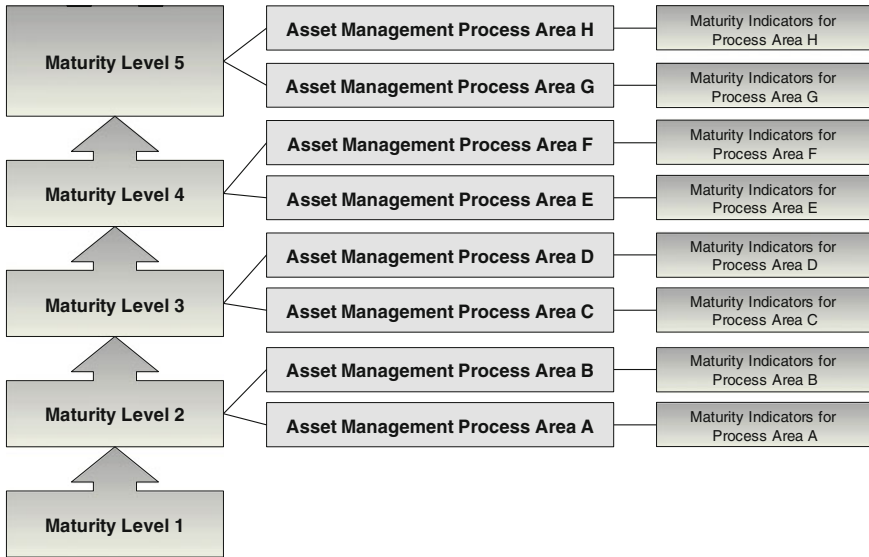 Maturity Level 5
Asset Management Process Area H
Maturity Indicators for
Process Area H
Asset Management Process Area G
Maturity Indicators for
Process Area G
Maturity Level 4
Asset Management Process Area F
Maturity Indicators for
Process Area F
Asset Management Process Area E
Maturity Indicators for
Process Area E
Maturity Level 3
Asset Management Process Area D
Maturity Indicators for
Process Area D
Asset Management Process Area C
Maturity Indicators for
Process Area C
Maturity Level 2
Asset Management Process Area B
Maturity Indicators for
Process Area B
Asset Management Process Area A
Maturity Indicators for
Process Area A
Maturity Level 1